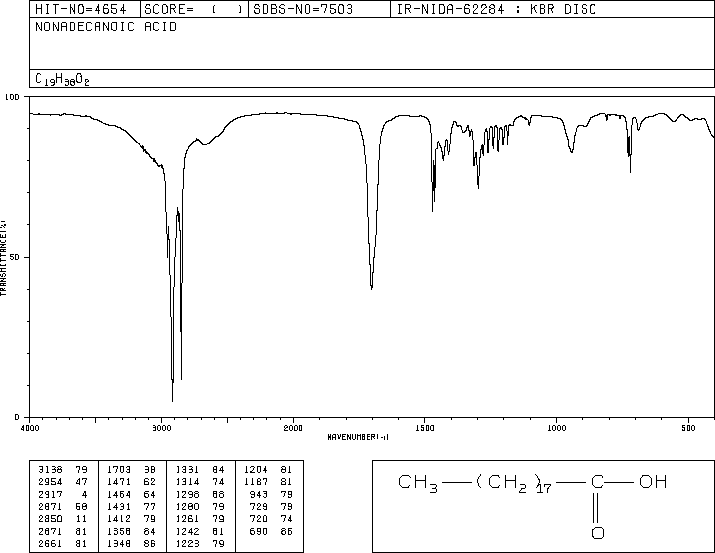 HIT-NO=4654 SCORE= ( ) SDBS-NO=7503 IR-NIDA-62284 : KBR DISC
NONADECANOIC ACID
C19H38O2
100
TRANSMITTANCE(%)
50
0
4000 3000 2000 1500 1000 500
WAVENUMBER(-1)
3138 79 1703 38 1331 84 1204 81
2954 47 1471 62 1314 74 1187 81
2917 4 1464 64 1298 68 943 79
2871 60 1431 77 1280 79 729 79
2850 11 1412 79 1261 79 720 74
2671 81 1358 84 1242 81 690 86
2661 81 1348 86 1223 79
CH3 (CH2)17 C OH
O